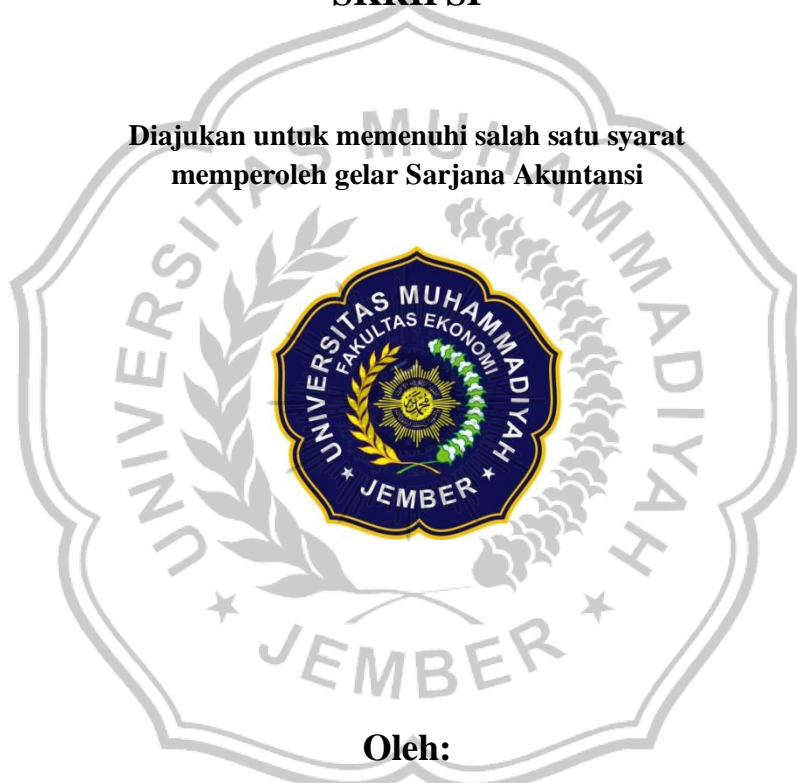 SKRIPSI
Diajukan untuk memenuhi salah satu syarat
memperoleh gelar Sarjana Akuntansi
UNIVERSITAS MUHAMMADIYAH
FAKULTAS EKONOMI
* JEMBER *
UNIVERSITAS MUHAMMADIYAH
* JEMBER *
Oleh: